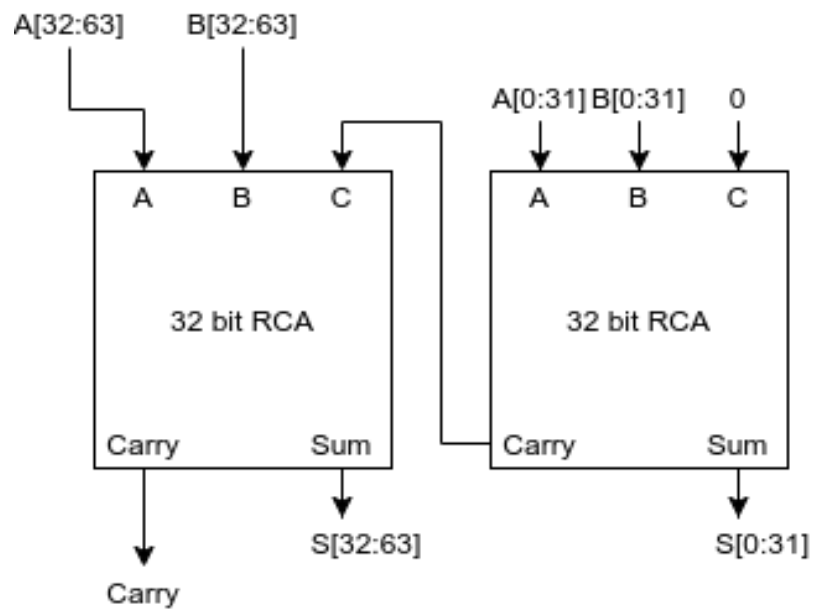 A[32:63] B[32:63]
A[0:31] B[0:31] 0
A B C
A B C
32 bit RCA
32 bit RCA
Carry Sum
Carry Sum
S[32:63]
S[0:31]
Carry